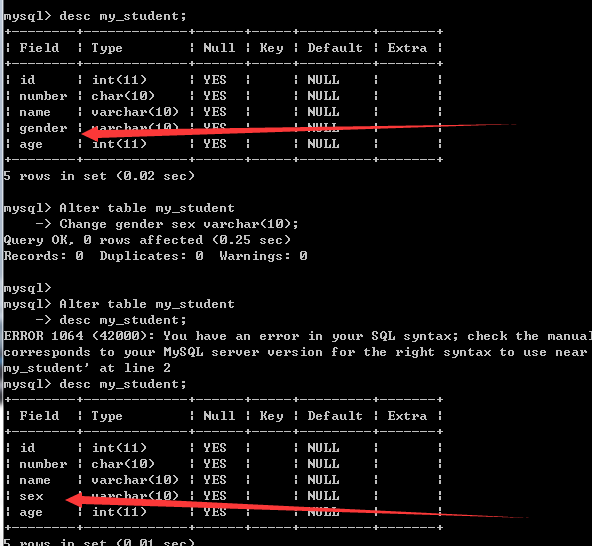 mysql> desc my_student;
+--------+-------------+------+-----+---------+-------+
| Field  | Type        | Null | Key | Default | Extra |
+--------+-------------+------+-----+---------+-------+
| id     | int(11)     | YES  |     | NULL    |       |
| number | char(10)    | YES  |     | NULL    |       |
| name   | varchar(10) | YES  |     | NULL    |       |
| gender | varchar(10) | YES  |     | NULL    |       |
| age    | int(11)     | YES  |     | NULL    |       |
+--------+-------------+------+-----+---------+-------+
5 rows in set (0.02 sec)
mysql> Alter table my_student
    -> Change gender sex varchar(10);
Query OK, 0 rows affected (0.25 sec)
Records: 0  Duplicates: 0  Warnings: 0
mysql>
mysql> Alter table my_student
    -> desc my_student;
ERROR 1064 (42000): You have an error in your SQL syntax; check the manual
corresponds to your MySQL server version for the right syntax to use near
my_student' at line 2
mysql> desc my_student;
+--------+-------------+------+-----+---------+-------+
| Field  | Type        | Null | Key | Default | Extra |
+--------+-------------+------+-----+---------+-------+
| id     | int(11)     | YES  |     | NULL    |       |
| number | char(10)    | YES  |     | NULL    |       |
| name   | varchar(10) | YES  |     | NULL    |       |
| sex    | varchar(10) | YES  |     | NULL    |       |
| age    | int(11)     | YES  |     | NULL    |       |
+--------+-------------+------+-----+---------+-------+
5 rows in set (0.01 sec)